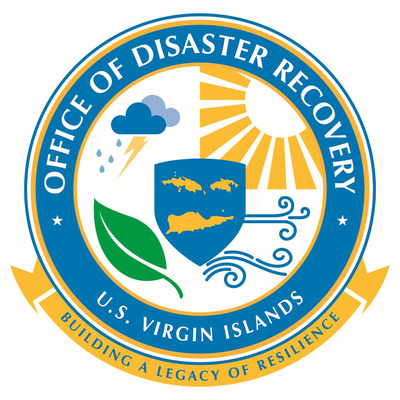 OFFICE OF DISASTER RECOVERY
U.S. VIRGIN ISLANDS
BUILDING A LEGACY OF RESILIENCE